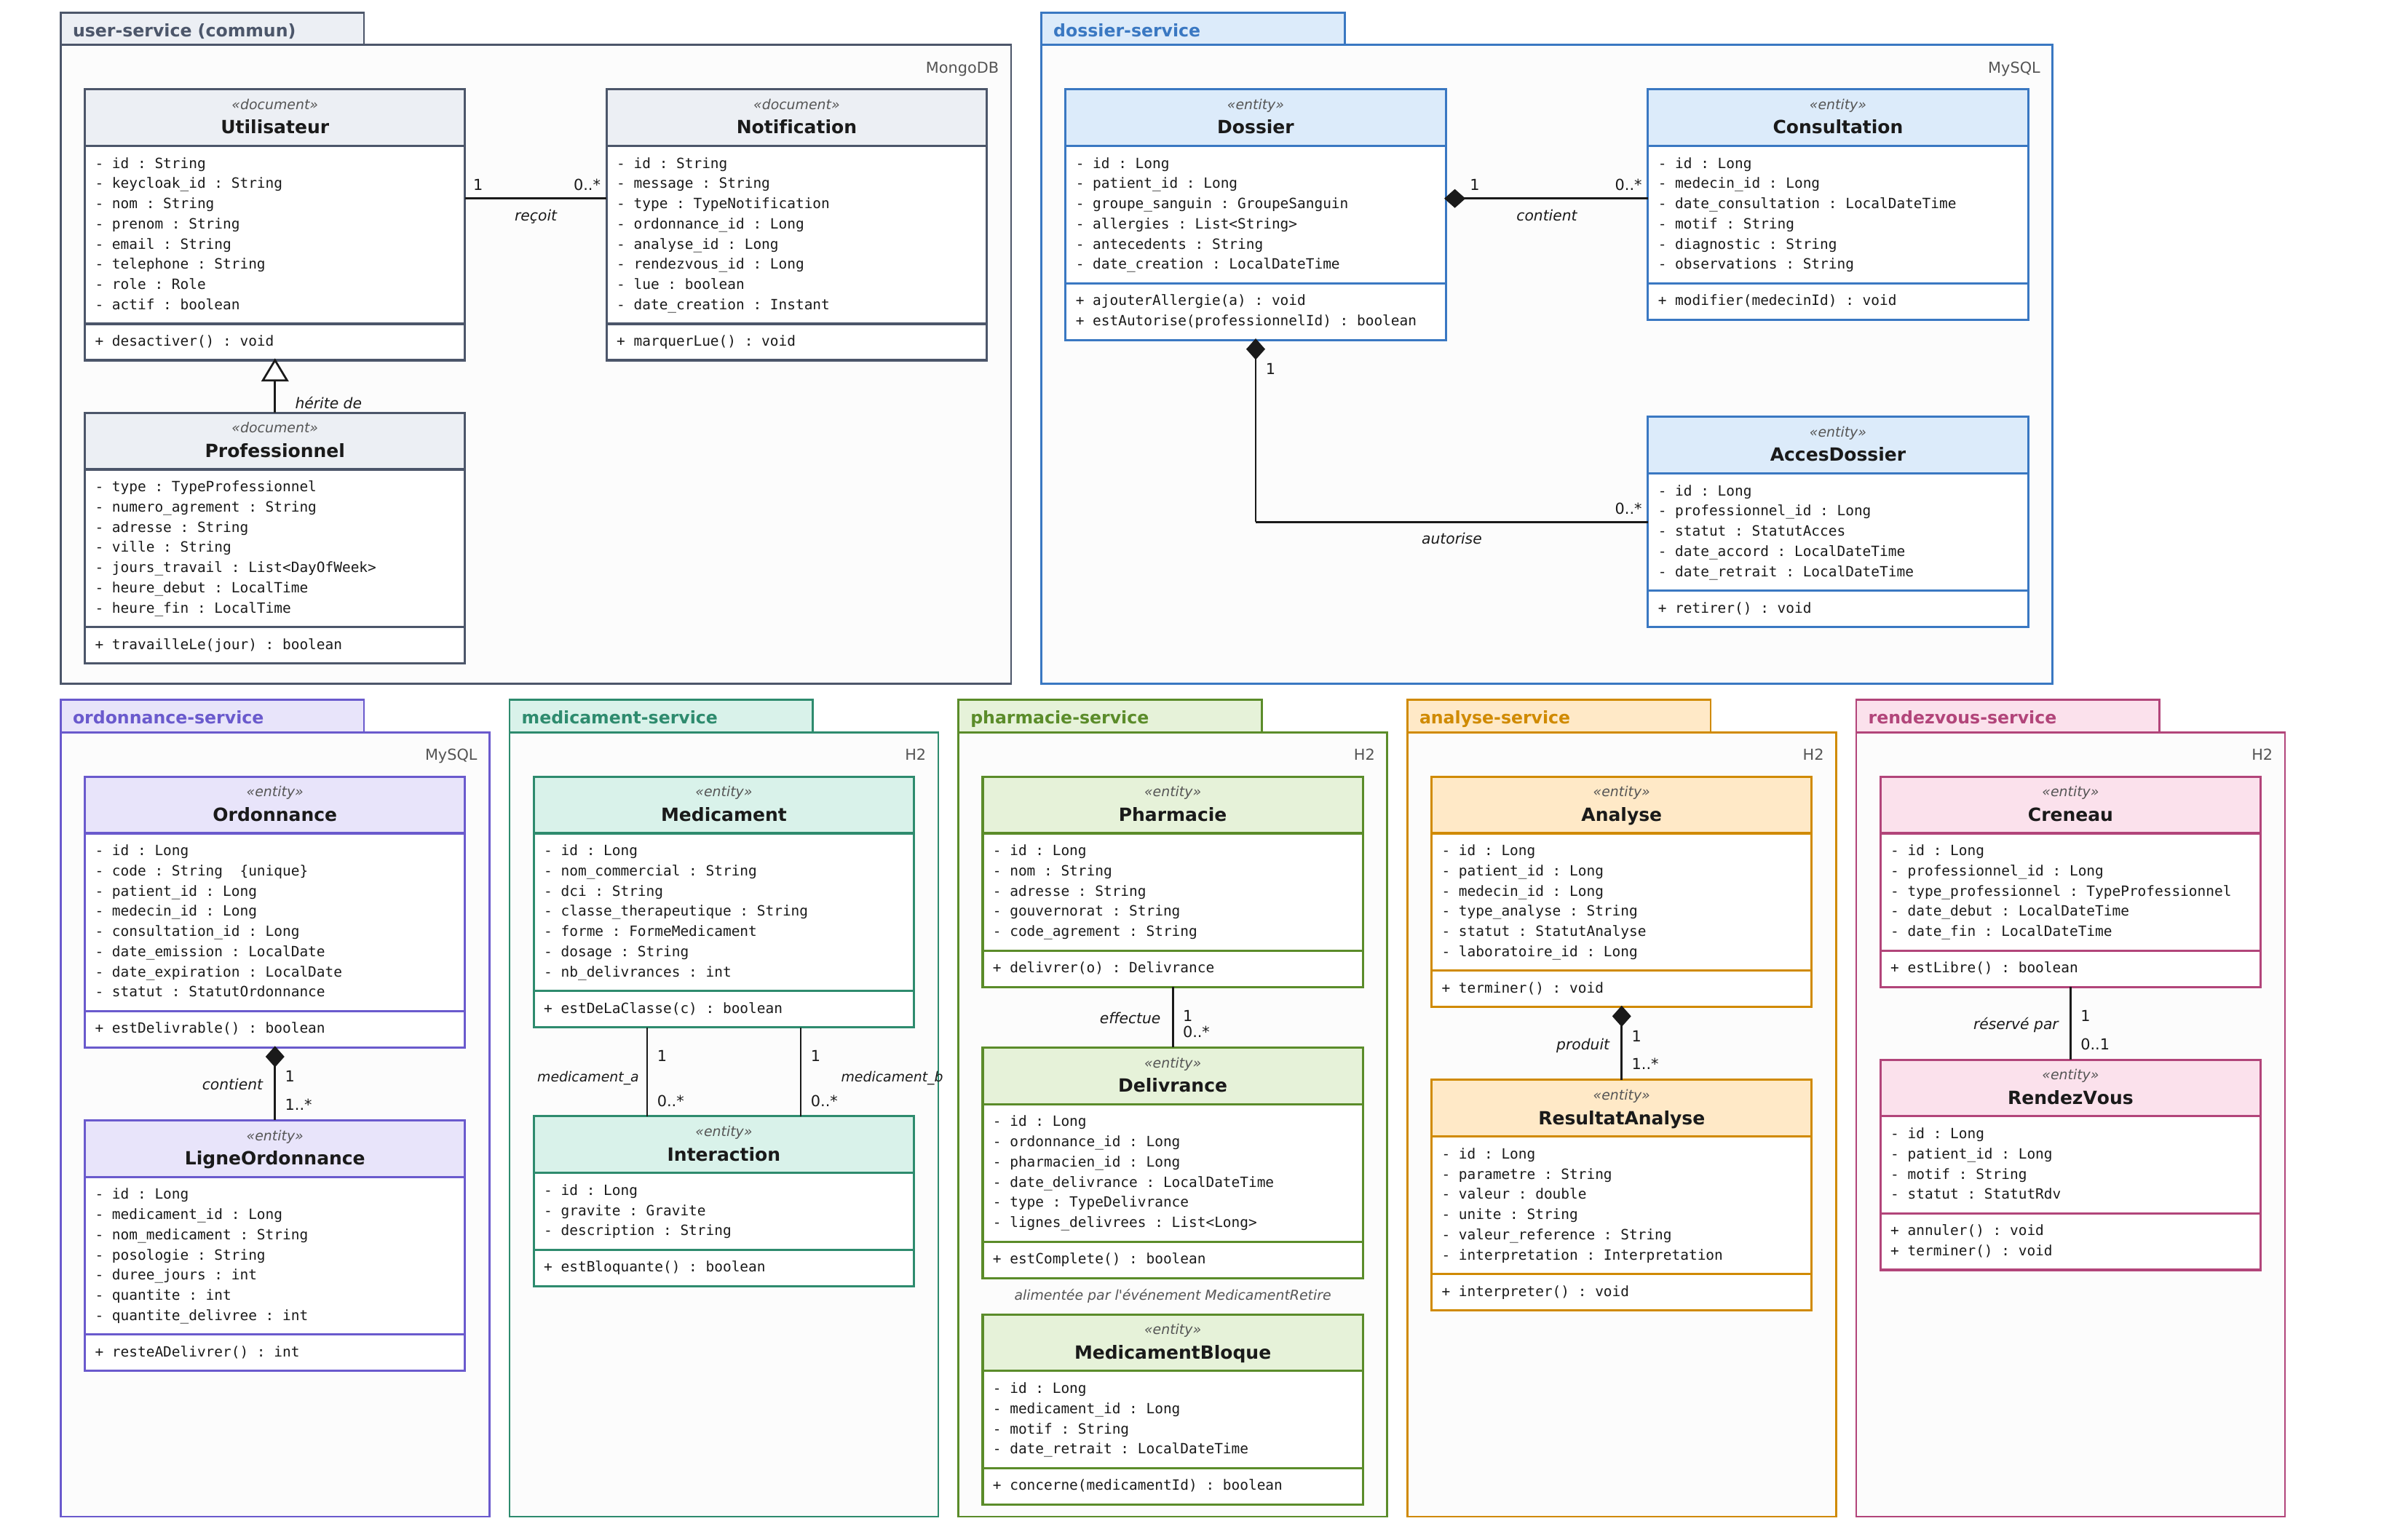 user-service (commun)
MongoDB
«document»
Utilisateur
- id : String
- keycloak_id : String
- nom : String
- prenom : String
- email : String
- telephone : String
- role : Role
- actif : boolean
+ desactiver() : void
1
0..*
reçoit
«document»
Notification
- id : String
- message : String
- type : TypeNotification
- ordonnance_id : Long
- analyse_id : Long
- rendezvous_id : Long
- lue : boolean
- date_creation : Instant
+ marquerLue() : void
hérite de
«document»
Professionnel
- type : TypeProfessionnel
- numero_agrement : String
- adresse : String
- ville : String
- jours_travail : List<DayOfWeek>
- heure_debut : LocalTime
- heure_fin : LocalTime
+ travailleLe(jour) : boolean
dossier-service
MySQL
«entity»
Dossier
- id : Long
- patient_id : Long
- groupe_sanguin : GroupeSanguin
- allergies : List<String>
- antecedents : String
- date_creation : LocalDateTime
+ ajouterAllergie(a) : void
+ estAutorise(professionnelId) : boolean
1
0..*
contient
«entity»
Consultation
- id : Long
- medecin_id : Long
- date_consultation : LocalDateTime
- motif : String
- diagnostic : String
- observations : String
+ modifier(medecinId) : void
1
0..*
autorise
«entity»
AccesDossier
- id : Long
- professionnel_id : Long
- statut : StatutAcces
- date_accord : LocalDateTime
- date_retrait : LocalDateTime
+ retirer() : void
ordonnance-service
MySQL
«entity»
Ordonnance
- id : Long
- code : String  {unique}
- patient_id : Long
- medecin_id : Long
- consultation_id : Long
- date_emission : LocalDate
- date_expiration : LocalDate
- statut : StatutOrdonnance
+ estDelivrable() : boolean
contient
1
1..*
«entity»
LigneOrdonnance
- id : Long
- medicament_id : Long
- nom_medicament : String
- posologie : String
- duree_jours : int
- quantite : int
- quantite_delivree : int
+ resteADelivrer() : int
medicament-service
H2
«entity»
Medicament
- id : Long
- nom_commercial : String
- dci : String
- classe_therapeutique : String
- forme : FormeMedicament
- dosage : String
- nb_delivrances : int
+ estDeLaClasse(c) : boolean
1
1
medicament_a
medicament_b
0..*
0..*
«entity»
Interaction
- id : Long
- gravite : Gravite
- description : String
+ estBloquante() : boolean
pharmacie-service
H2
«entity»
Pharmacie
- id : Long
- nom : String
- adresse : String
- gouvernorat : String
- code_agrement : String
+ delivrer(o) : Delivrance
effectue
1
0..*
«entity»
Delivrance
- id : Long
- ordonnance_id : Long
- pharmacien_id : Long
- date_delivrance : LocalDateTime
- type : TypeDelivrance
- lignes_delivrees : List<Long>
+ estComplete() : boolean
alimentée par l'événement MedicamentRetire
«entity»
MedicamentBloque
- id : Long
- medicament_id : Long
- motif : String
- date_retrait : LocalDateTime
+ concerne(medicamentId) : boolean
analyse-service
H2
«entity»
Analyse
- id : Long
- patient_id : Long
- medecin_id : Long
- type_analyse : String
- statut : StatutAnalyse
- laboratoire_id : Long
+ terminer() : void
produit
1
1..*
«entity»
ResultatAnalyse
- id : Long
- parametre : String
- valeur : double
- unite : String
- valeur_reference : String
- interpretation : Interpretation
+ interpreter() : void
rendezvous-service
H2
«entity»
Creneau
- id : Long
- professionnel_id : Long
- type_professionnel : TypeProfessionnel
- date_debut : LocalDateTime
- date_fin : LocalDateTime
+ estLibre() : boolean
réservé par
1
0..1
«entity»
RendezVous
- id : Long
- patient_id : Long
- motif : String
- statut : StatutRdv
+ annuler() : void
+ terminer() : void